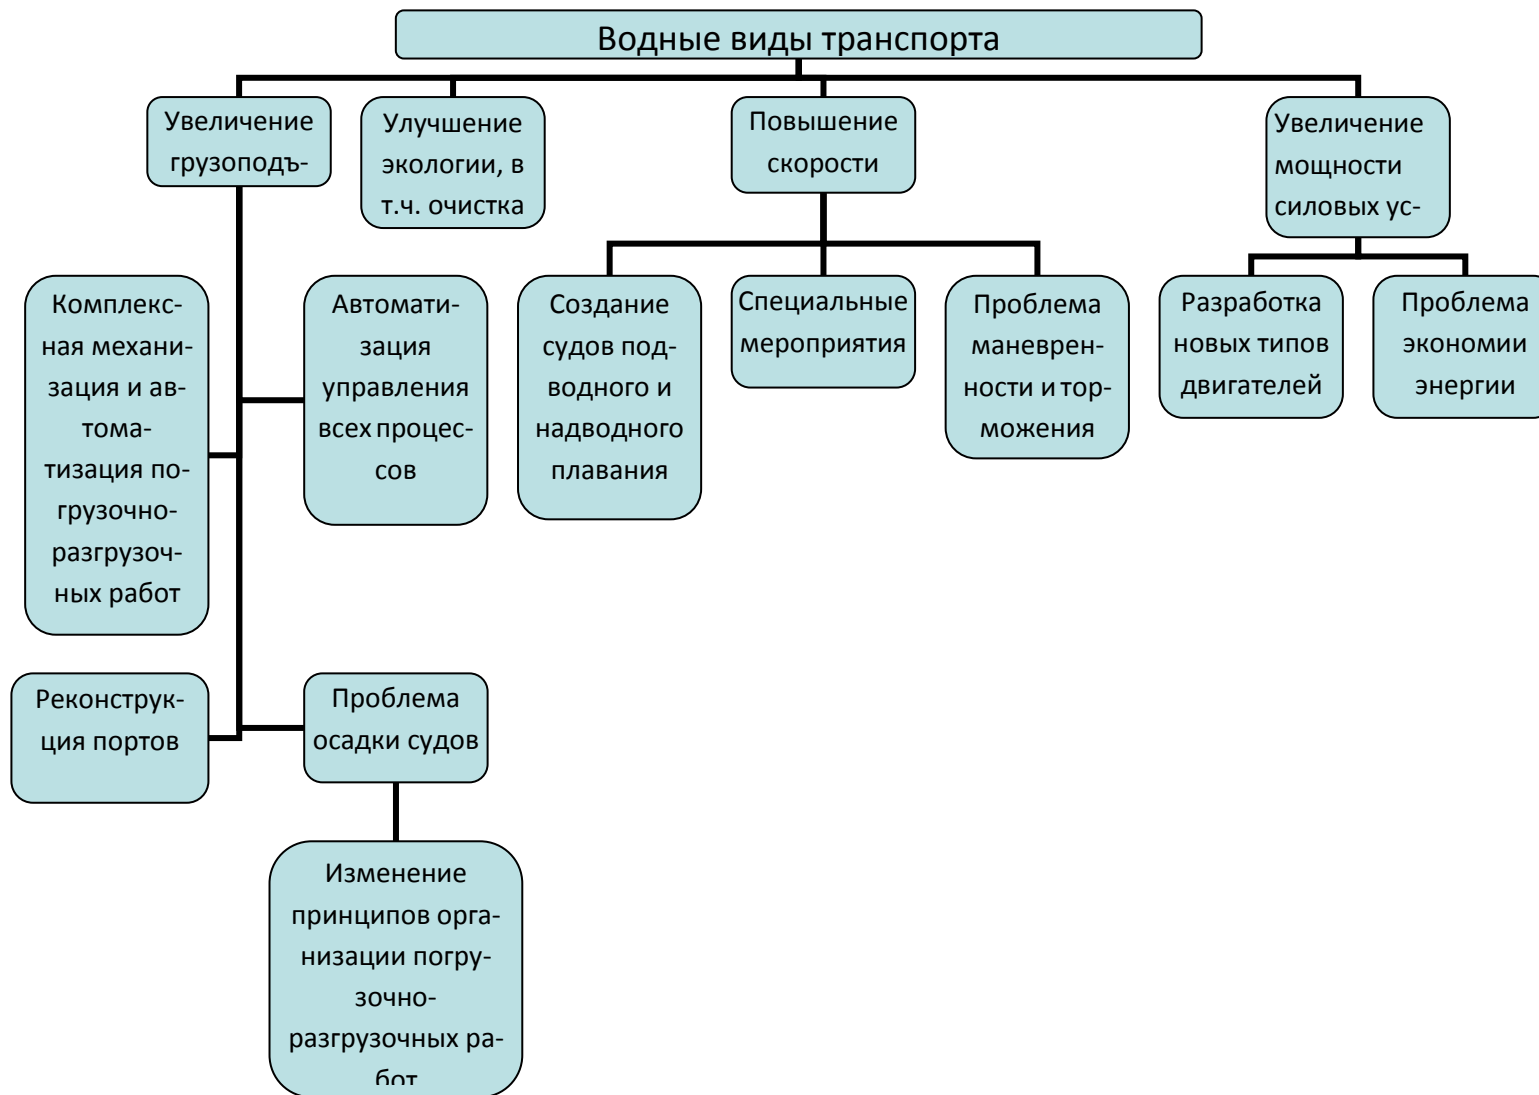 Водные виды транспорта
Увеличение
грузоподъ-
Улучшение
экологии, в
т.ч. очистка
Повышение
скорости
Увеличение
мощности
силовых ус-
Комплекс-
ная механи-
зация и ав-
тома-
тизация по-
грузочно-
разгрузоч-
ных работ
Автомати-
зация
управления
всех процес-
сов
Создание
судов под-
водного и
надводного
плавания
Специальные
мероприятия
Проблема
маневрен-
ности и тор-
можения
Разработка
новых типов
двигателей
Проблема
экономии
энергии
Реконструк-
ция портов
Проблема
осадки судов
Изменение
принципов орга-
низации погру-
зочно-
разгрузочных ра-
бот